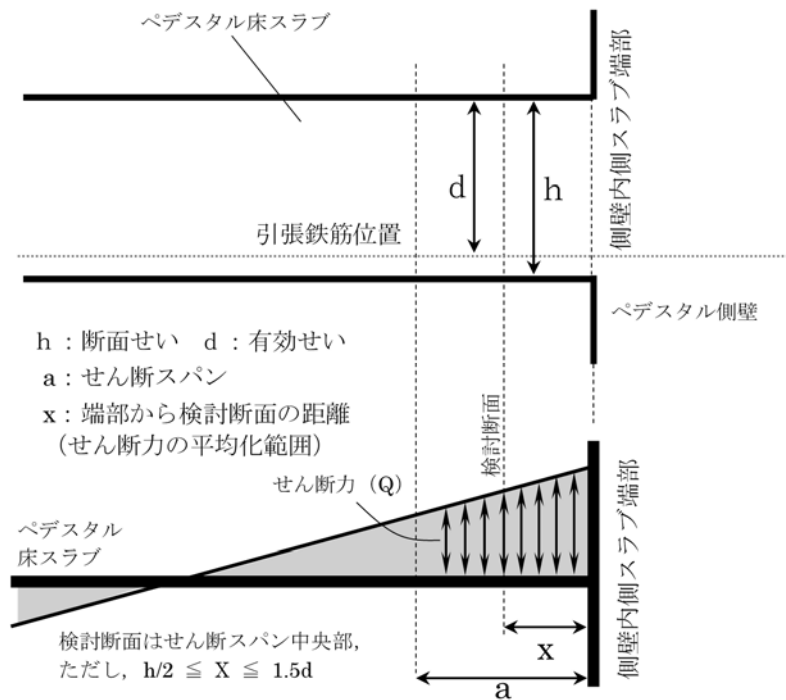 ペデスタル床スラブ
側壁内側スラブ端部
d
h
引張鉄筋位置
ペデスタル側壁
h：断面せい　d：有効せい
a：せん断スパン
x：端部から検討断面の距離
（せん断力の平均化範囲）
検討断面
せん断力（Q）
側壁内側スラブ端部
ペデスタル
床スラブ
検討断面はせん断スパン中央部，
ただし，h/2 ≦ X ≦ 1.5d
x
a